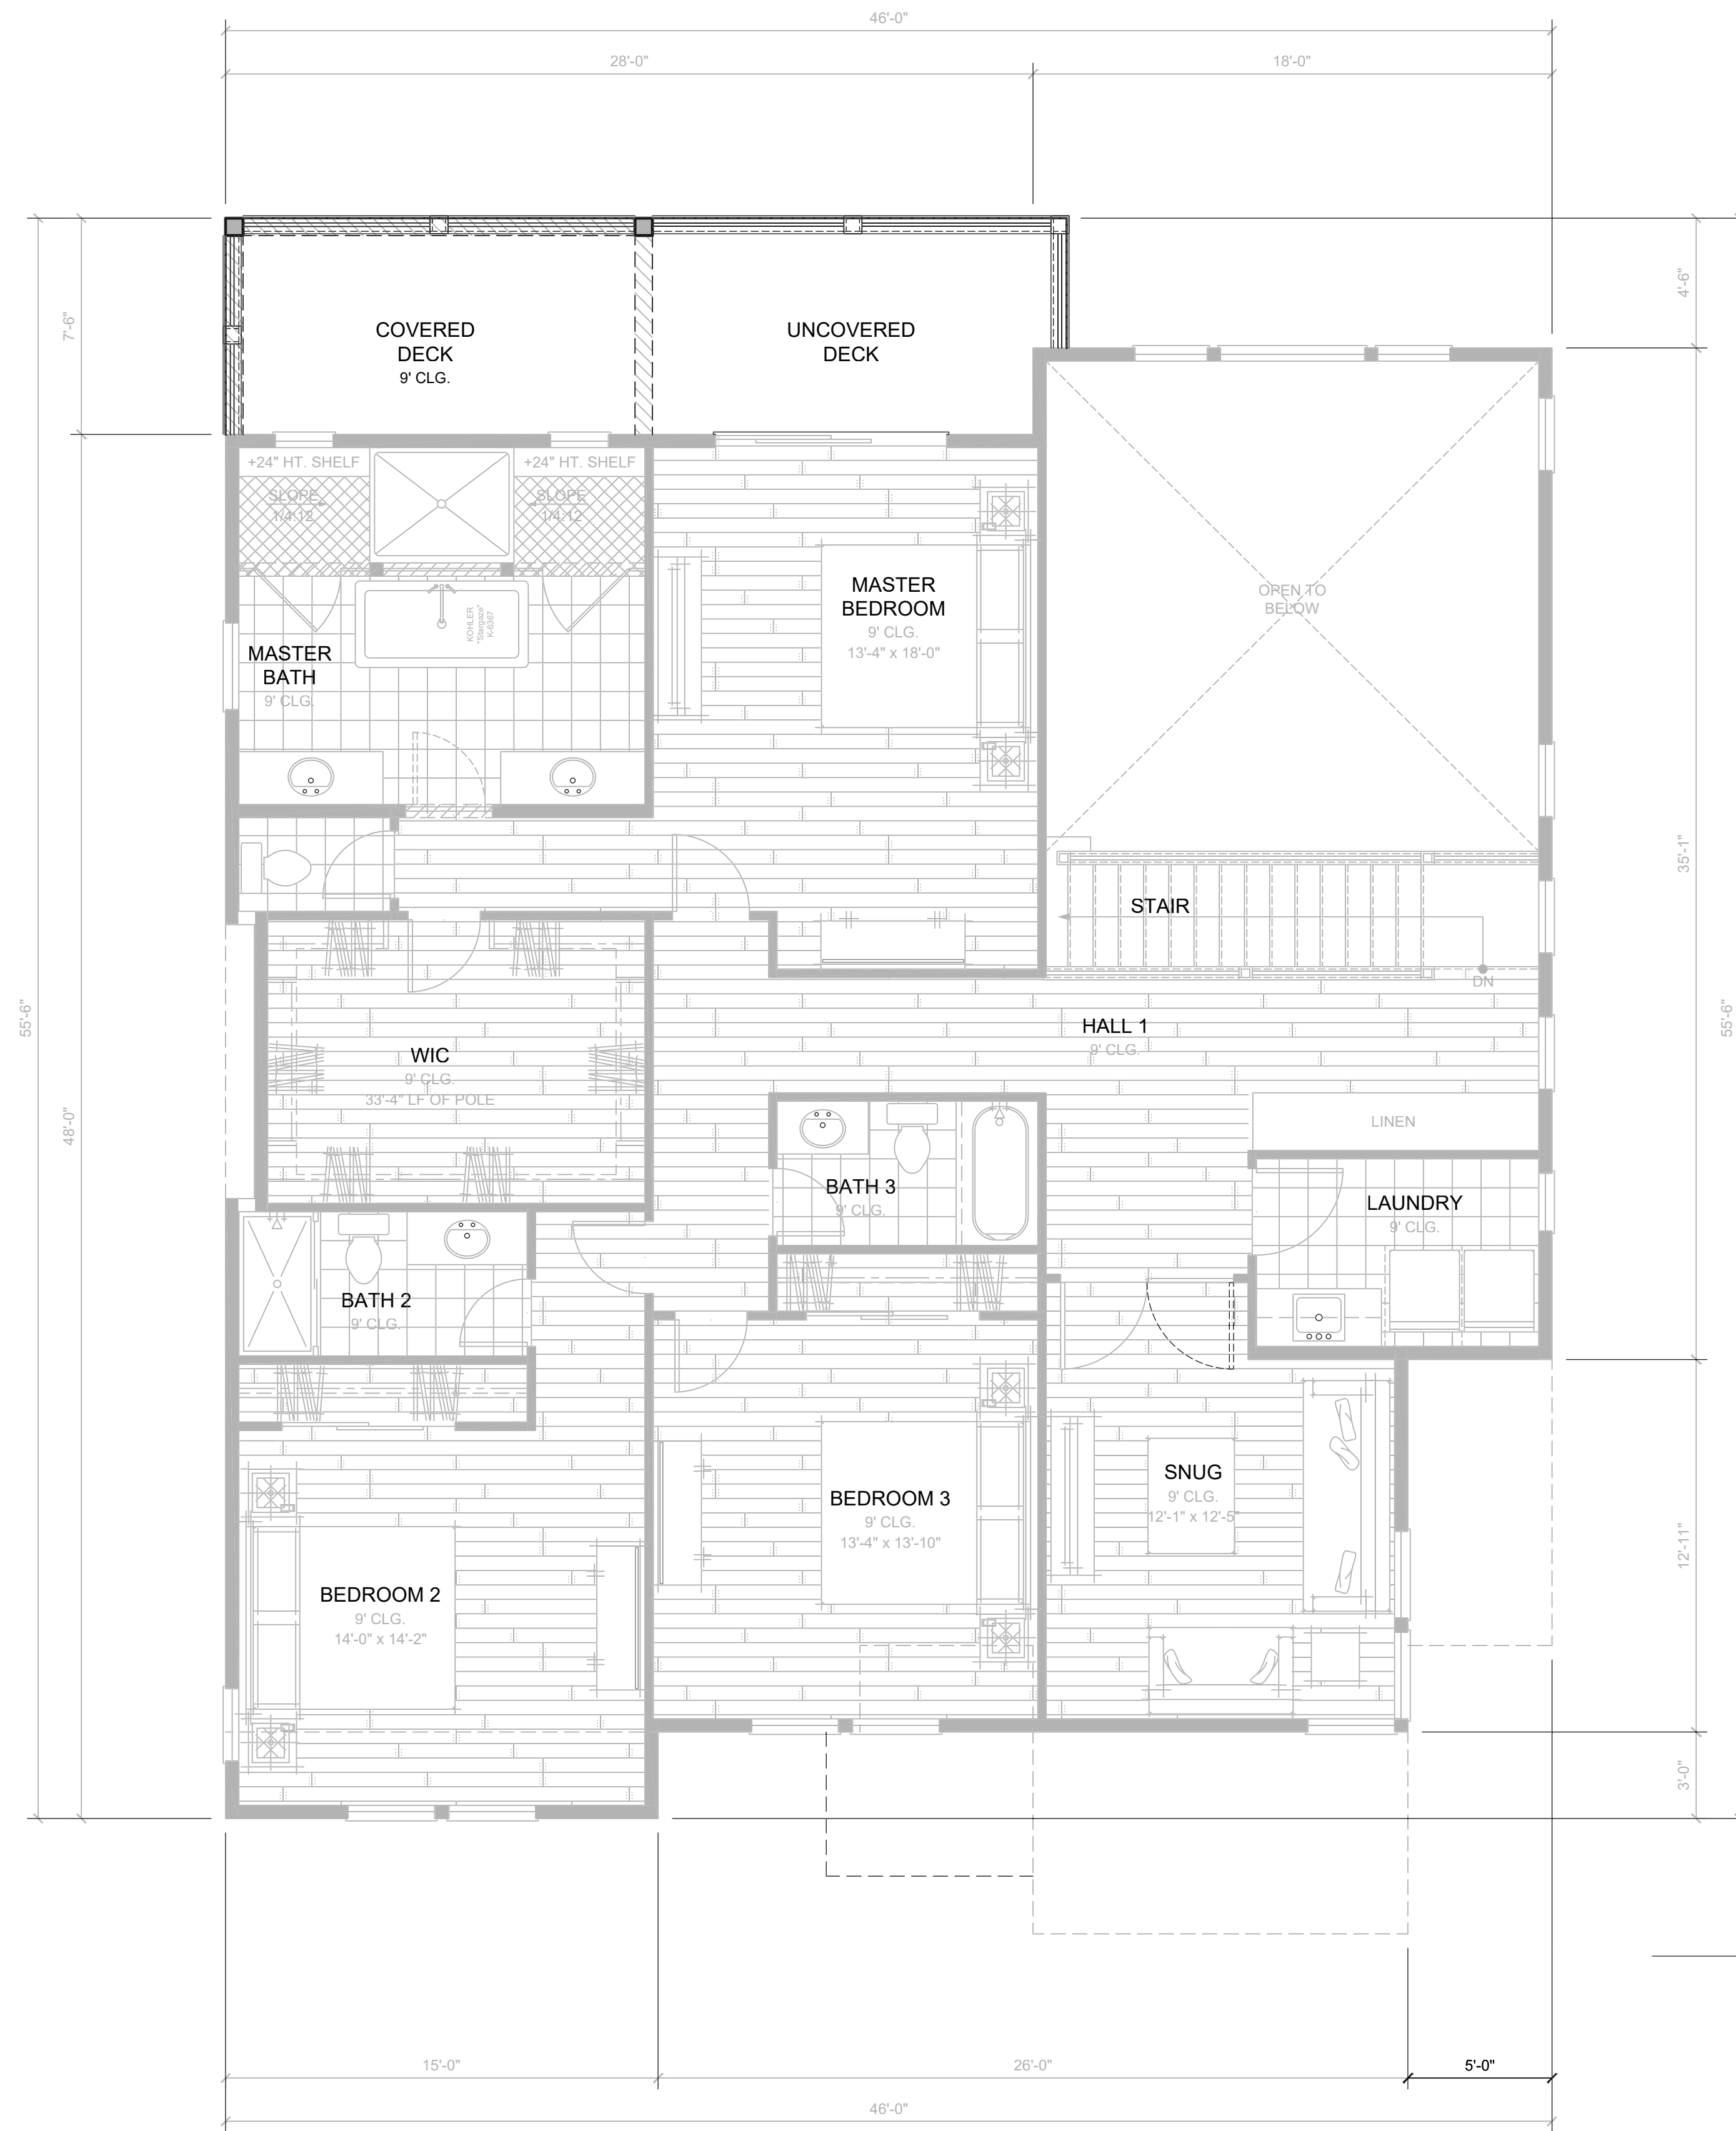 46'-0"
28'-0"
18'-0"
7'-6"
4'-6"
COVERED
DECK
9' CLG.
UNCOVERED
DECK
+24" HT. SHELF
+24" HT. SHELF
SLOPE
1/4:12
SLOPE
1/4:12
KOHLER
"Stargaze"
K-6367
MASTER
BEDROOM
9' CLG.
13'-4" x 18'-0"
OPEN TO
BELOW
MASTER
BATH
9' CLG.
35'-1"
STAIR
DN
55'-6"
55'-6"
HALL 1
9' CLG.
WIC
9' CLG.
33'-4" LF OF POLE
48'-0"
LINEN
BATH 3
9' CLG.
LAUNDRY
9' CLG.
BATH 2
9' CLG.
SNUG
9' CLG.
12'-1" x 12'-5"
BEDROOM 3
9' CLG.
13'-4" x 13'-10"
12'-11"
BEDROOM 2
9' CLG.
14'-0" x 14'-2"
3'-0"
15'-0"
26'-0"
5'-0"
46'-0"